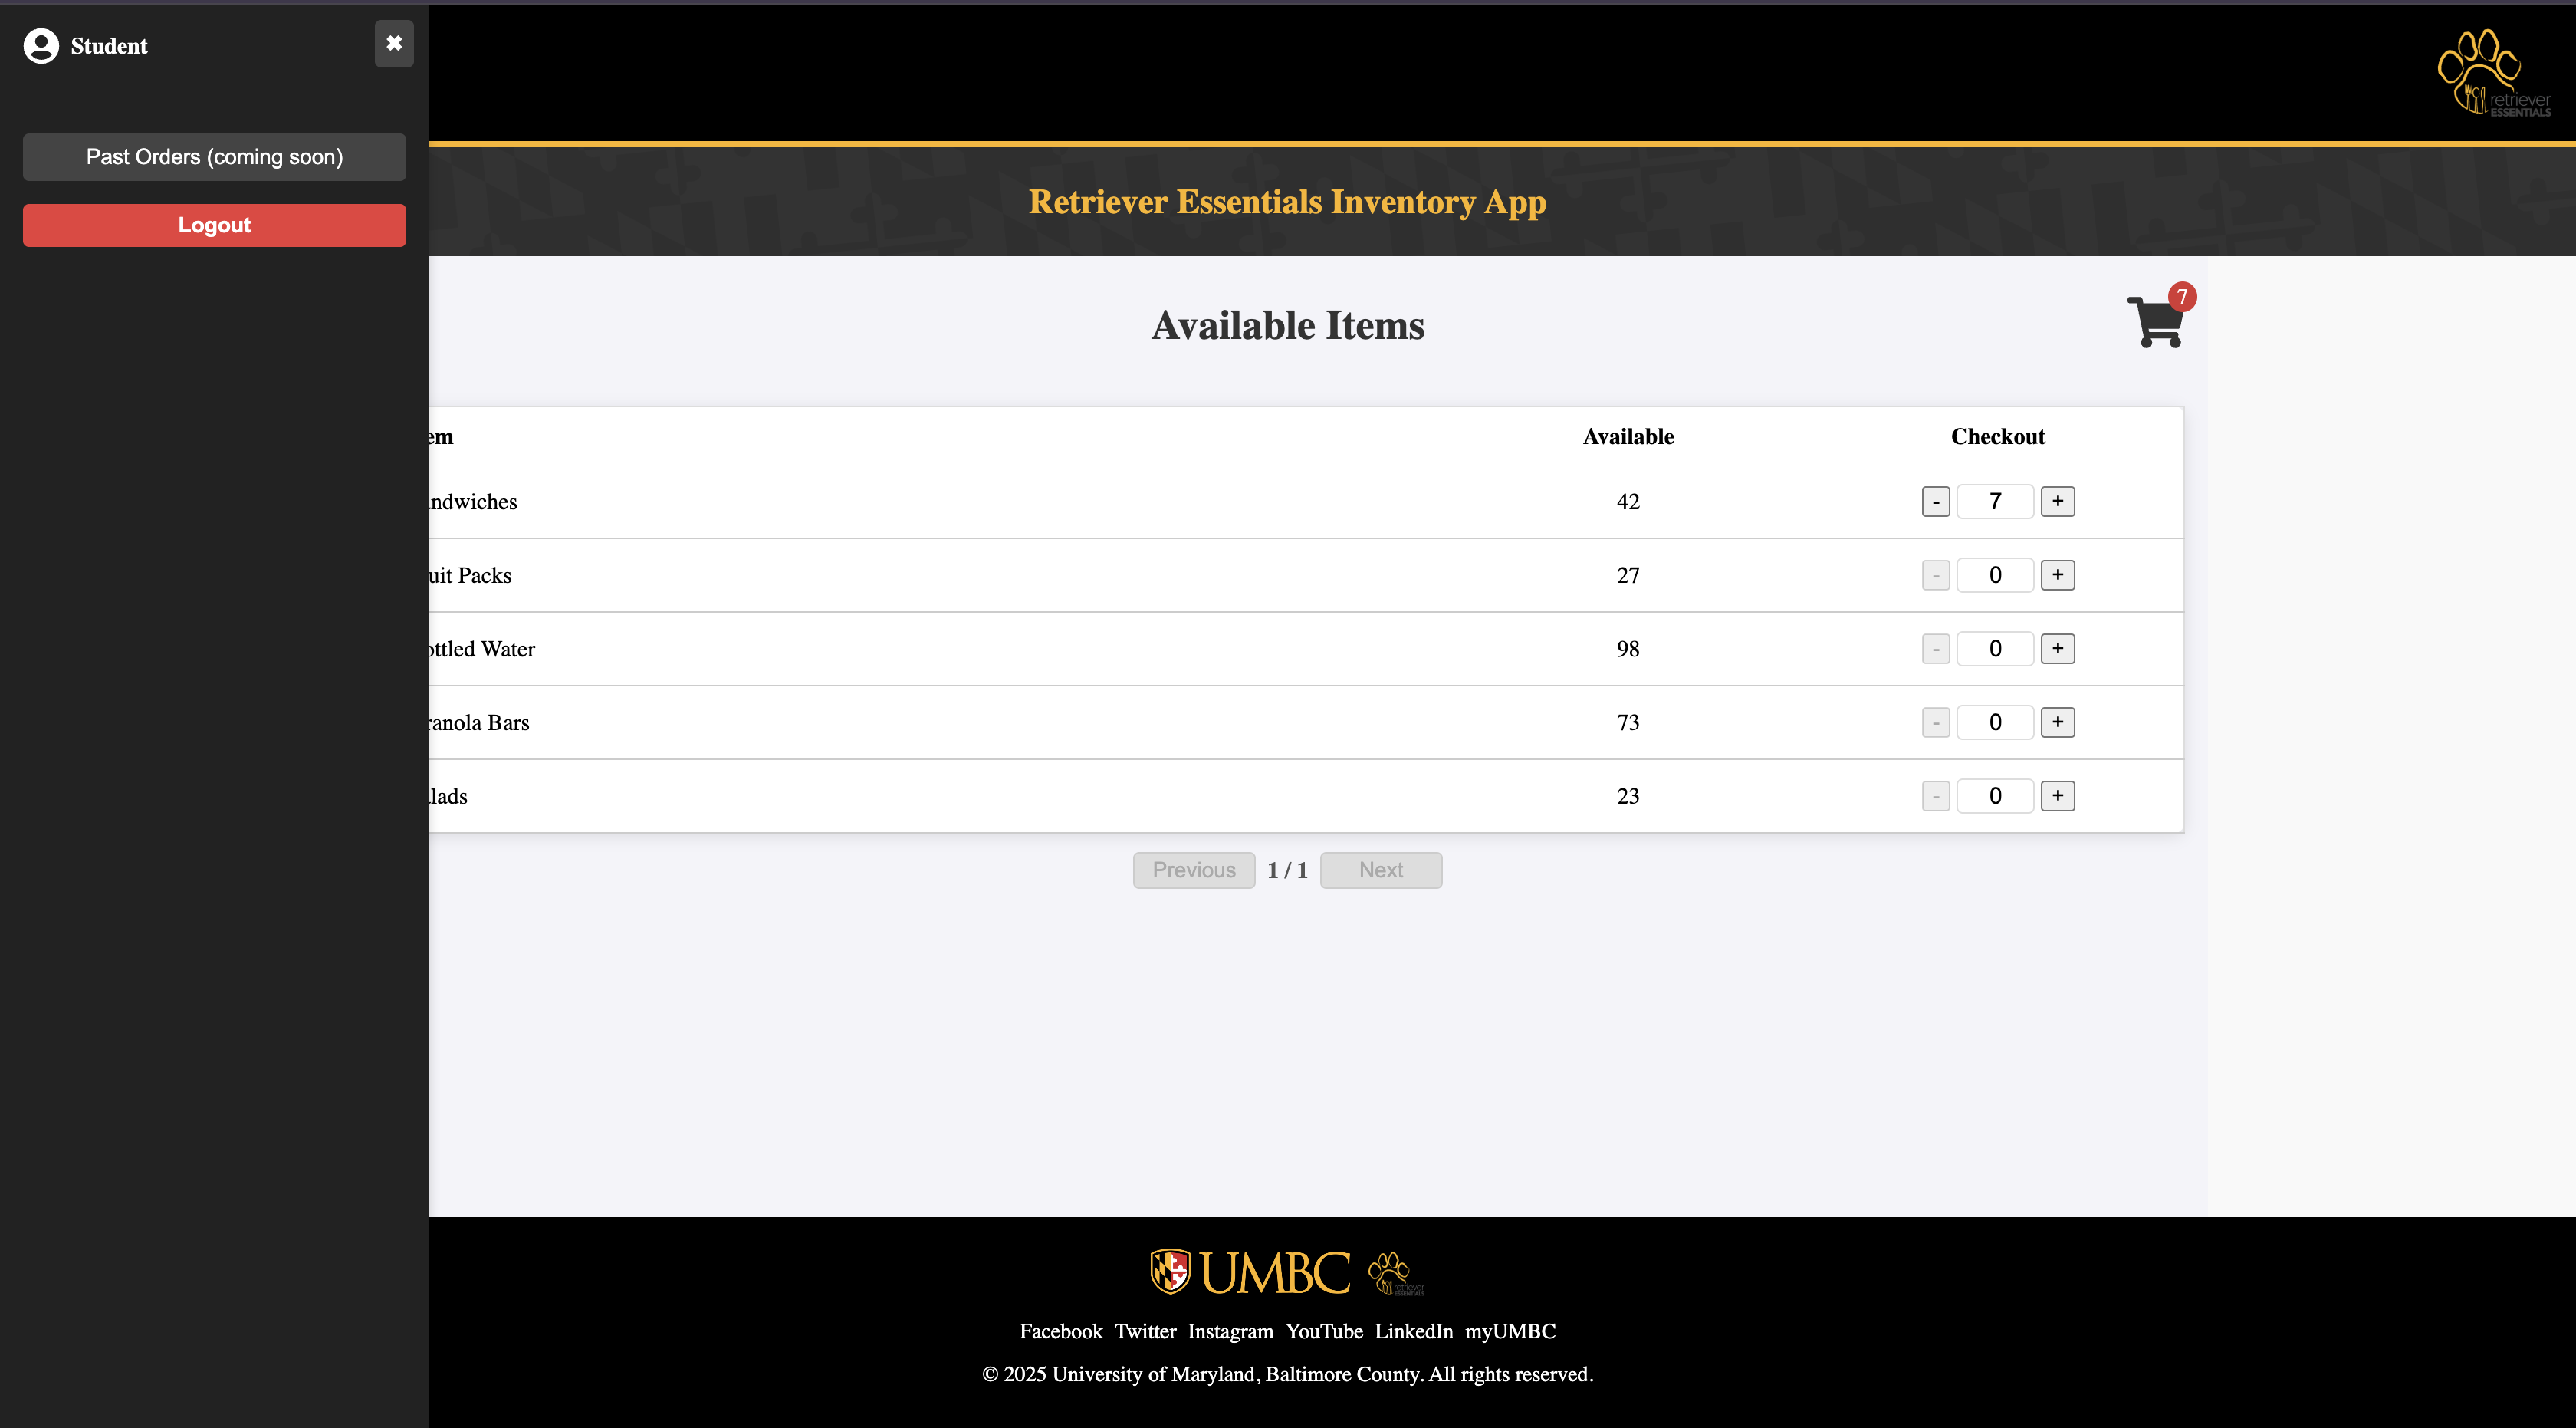 Student ✖
Past Orders (coming soon)
Logout
retriever
ESSENTIALS
Retriever Essentials Inventory App
Available Items
7
em Available Checkout
ndwiches 42 - 7 +
uit Packs 27 - 0 +
ottled Water 98 - 0 +
ranola Bars 73 - 0 +
lads 23 - 0 +
Previous 1 / 1 Next
UMBC retriever ESSENTIALS
Facebook Twitter Instagram YouTube LinkedIn myUMBC
© 2025 University of Maryland, Baltimore County. All rights reserved.